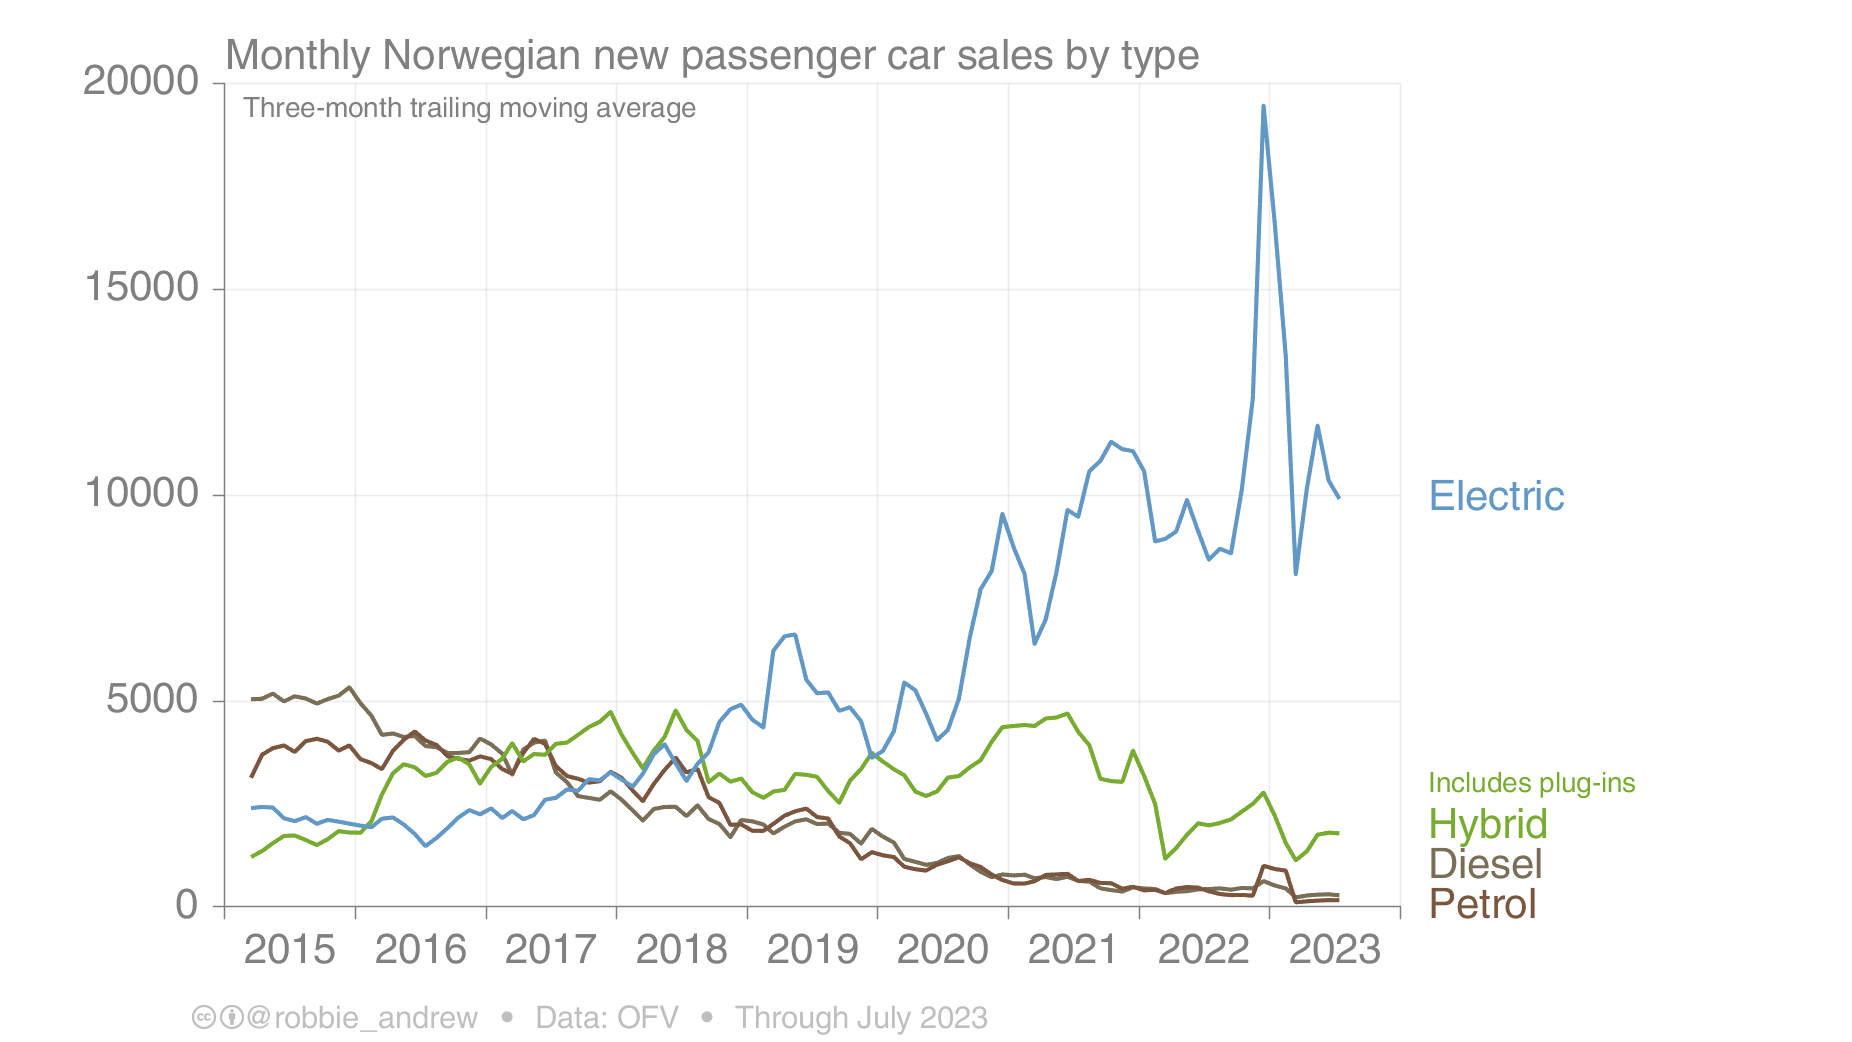 Monthly Norwegian new passenger car sales by type
Three-month trailing moving average
20000
15000
10000
5000
0
Electric
Includes plug-ins
Hybrid
Diesel
Petrol
2015 2016 2017 2018 2019 2020 2021 2022 2023
@robbie_andrew • Data: OFV • Through July 2023